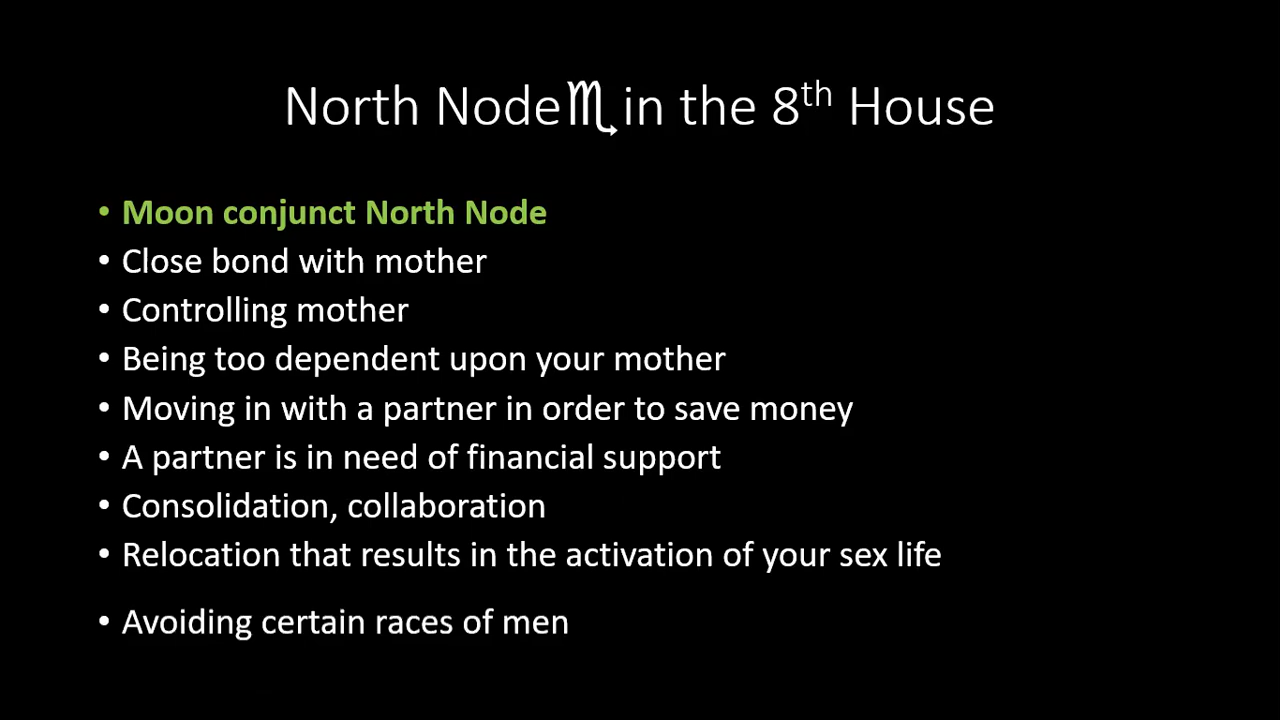 North Node♏in the 8th House
• Moon conjunct North Node
• Close bond with mother
• Controlling mother
• Being too dependent upon your mother
• Moving in with a partner in order to save money
• A partner is in need of financial support
• Consolidation, collaboration
• Relocation that results in the activation of your sex life
• Avoiding certain races of men